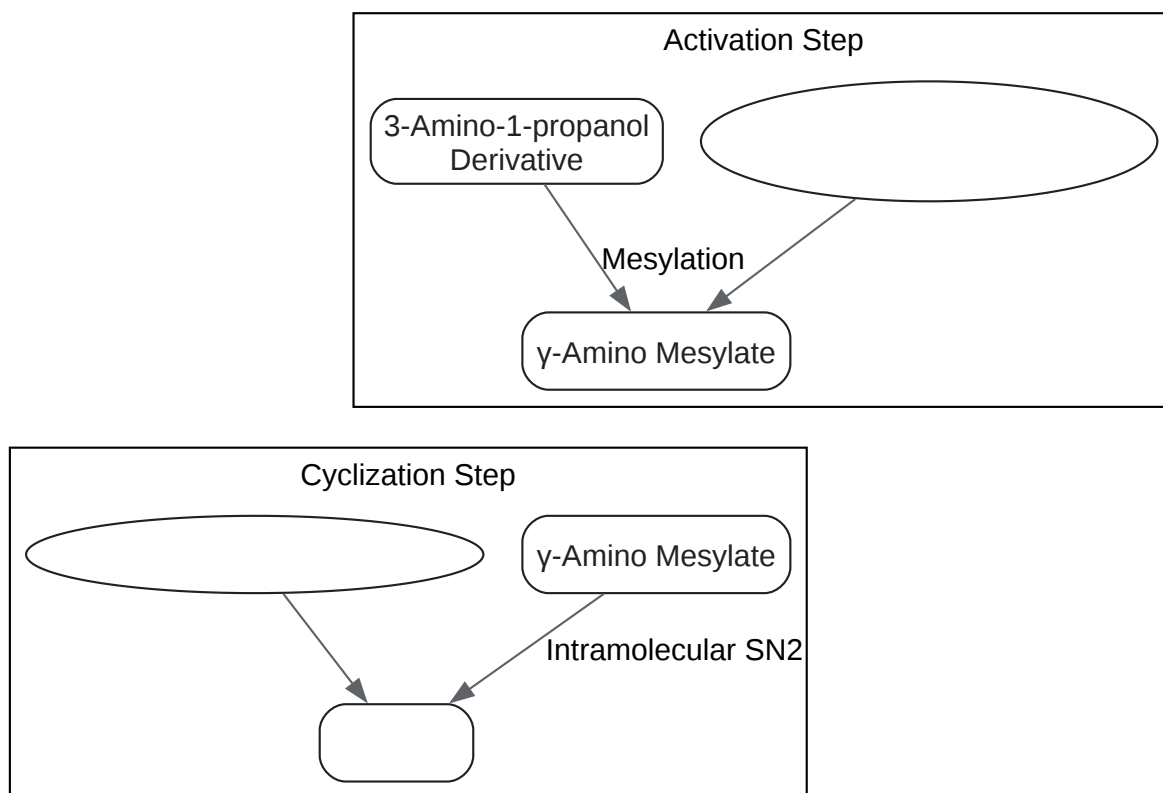 Activation Step
3-Amino-1-propanol
Derivative
Mesylation
γ-Amino Mesylate
Cyclization Step
γ-Amino Mesylate
Intramolecular SN2